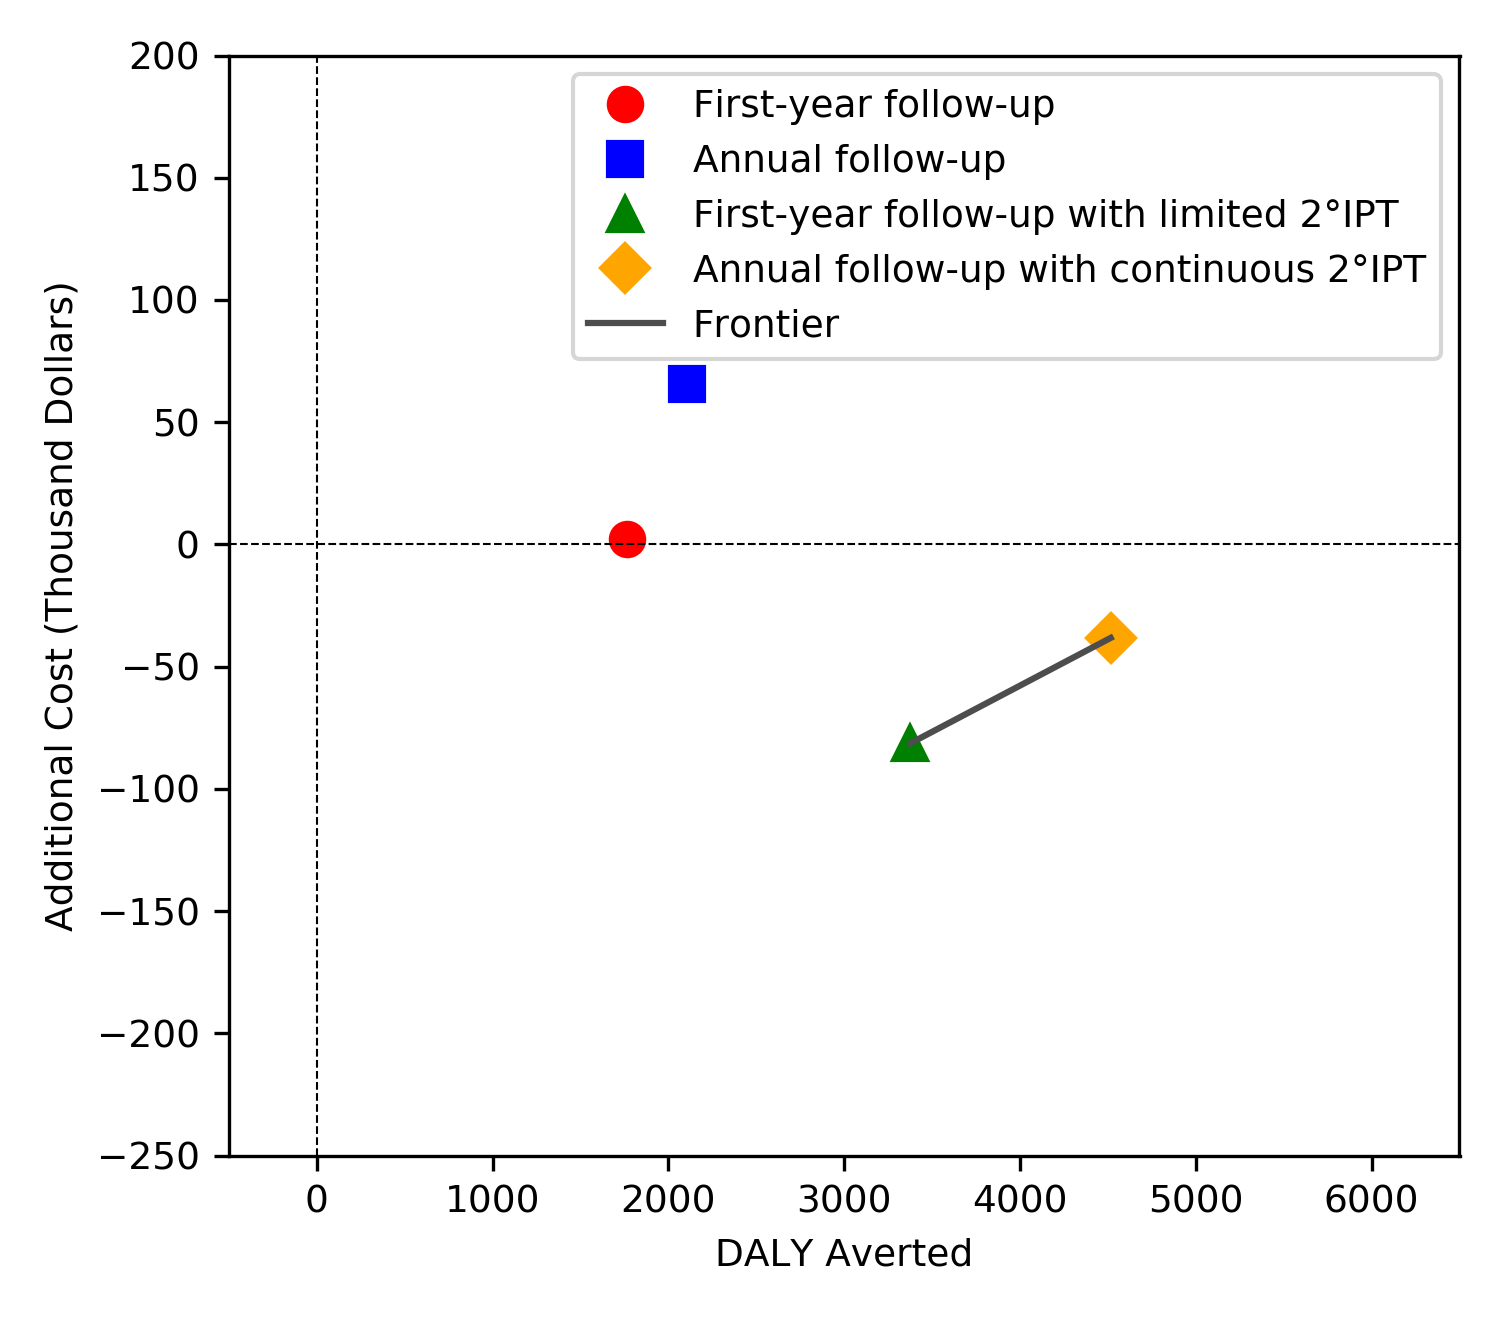 200
150
100
50
0
−50
−100
−150
−200
−250
Additional Cost (Thousand Dollars)
First-year follow-up
Annual follow-up
First-year follow-up with limited 2°IPT
Annual follow-up with continuous 2°IPT
Frontier
0 1000 2000 3000 4000 5000 6000
DALY Averted